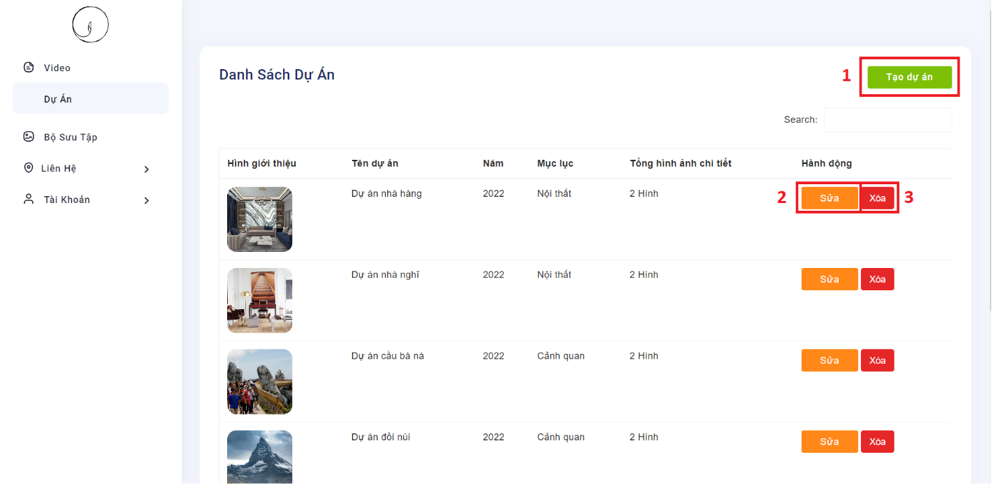 Video
Dự Án
Bộ Sưu Tập
Liên Hệ
Tài Khoản
Danh Sách Dự Án
1 Tạo dự án
Search:
Hình giới thiệu Tên dự án Năm Mục lục Tổng hình ảnh chi tiết Hành động
Dự án nhà hàng 2022 Nội thất 2 Hình 2 Sửa Xóa 3
Dự án nhà nghĩ 2022 Nội thất 2 Hình Sửa Xóa
Dự án cầu bà nà 2022 Cảnh quan 2 Hình Sửa Xóa
Dự án đồi núi 2022 Cảnh quan 2 Hình Sửa Xóa